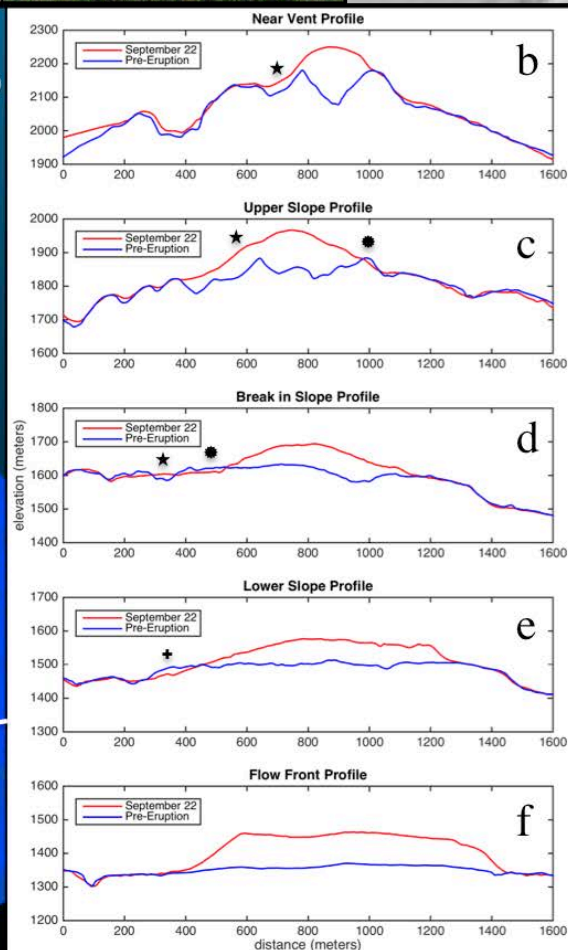 Near Vent Profile
2300
2200
2100
2000
1900
September 22
Pre-Eruption
b
0 200 400 600 800 1000 1200 1400 1600
Upper Slope Profile
2000
1900
1800
1700
1600
September 22
Pre-Eruption
c
0 200 400 600 800 1000 1200 1400 1600
Break in Slope Profile
1800
1700
1600
1500
1400
September 22
Pre-Eruption
d
0 200 400 600 800 1000 1200 1400 1600
elevation (meters)
Lower Slope Profile
1700
1600
1500
1400
1300
September 22
Pre-Eruption
e
0 200 400 600 800 1000 1200 1400 1600
Flow Front Profile
1600
1500
1400
1300
1200
September 22
Pre-Eruption
f
0 200 400 600 800 1000 1200 1400 1600
distance (meters)